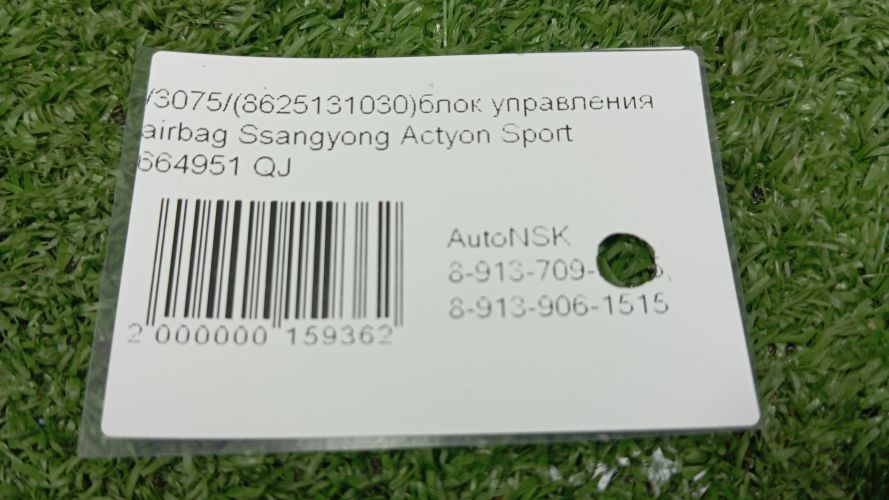 /3075/(8625131030)блок управления
airbag Ssangyong Actyon Sport
664951 QJ
AutoNSK
8-913-906-1515
2 000000 159362